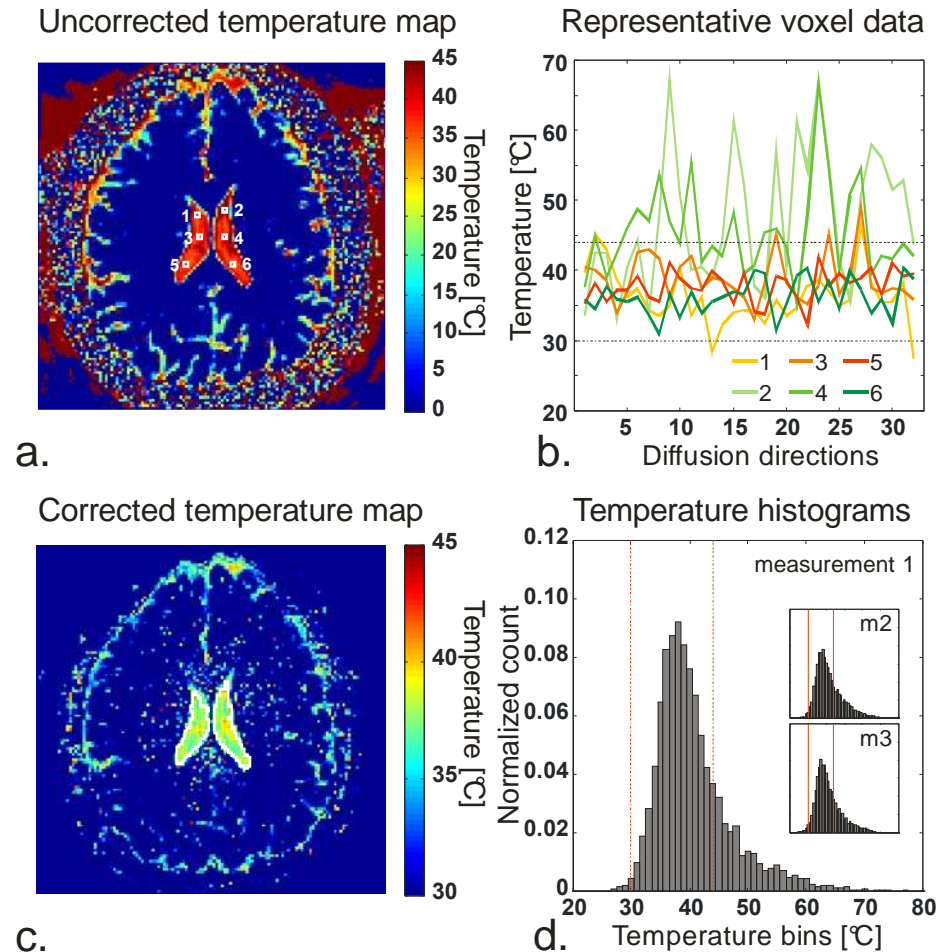 Uncorrected temperature map
45
40
35
30
25
20
15
10
5
0
Temperature [°C]
1
2
3
4
5
6
a.
Representative voxel data
70
60
50
40
30
20
Temperature [°C]
1 3 5
2 4 6
5 10 15 20 25 30
Diffusion directions
b.
Corrected temperature map
45
40
35
30
Temperature [°C]
c.
Temperature histograms
0.12
0.10
0.08
0.06
0.04
0.02
0
Normalized count
measurement 1
m2
m3
20 30 40 50 60 70 80
Temperature bins [°C]
d.